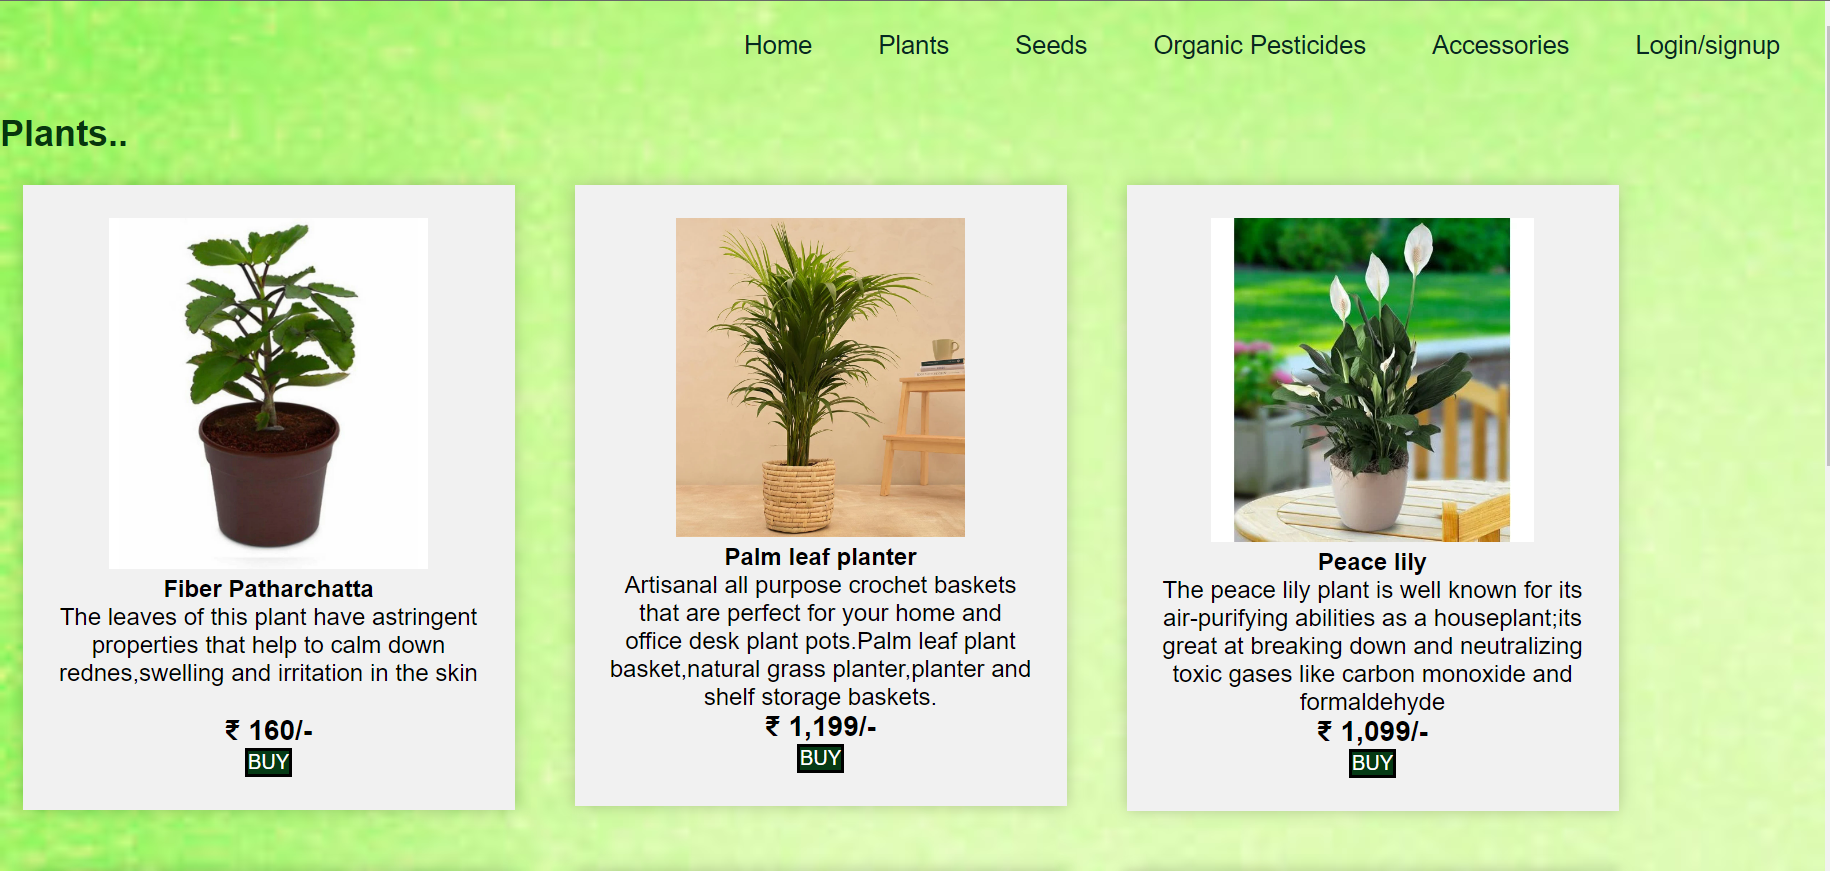 Home Plants Seeds Organic Pesticides Accessories Login/signup
Plants..
Fiber Patharchatta
The leaves of this plant have astringent
properties that help to calm down
rednes,swelling and irritation in the skin
₹ 160/-
BUY
Palm leaf planter
Artisanal all purpose crochet baskets
that are perfect for your home and
office desk plant pots.Palm leaf plant
basket,natural grass planter,planter and
shelf storage baskets.
₹ 1,199/-
BUY
Peace lily
The peace lily plant is well known for its
air-purifying abilities as a houseplant;its
great at breaking down and neutralizing
toxic gases like carbon monoxide and
formaldehyde
₹ 1,099/-
BUY